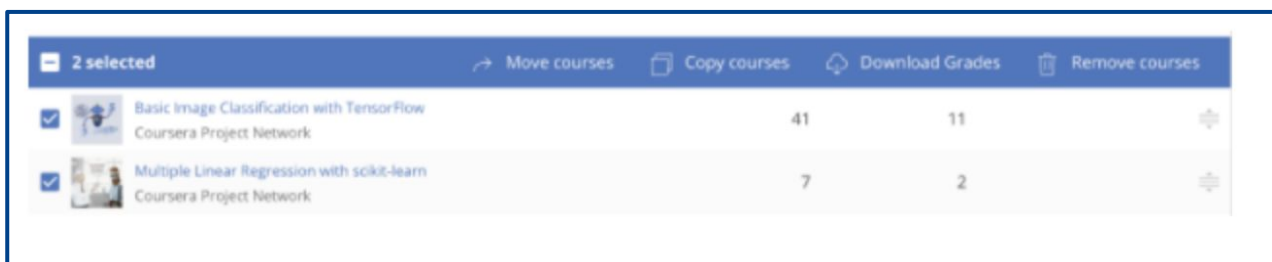 2 selected Move courses Copy courses Download Grades Remove courses
Basic Image Classification with TensorFlow
Coursera Project Network
41 11
Multiple Linear Regression with scikit-learn
Coursera Project Network
7 2